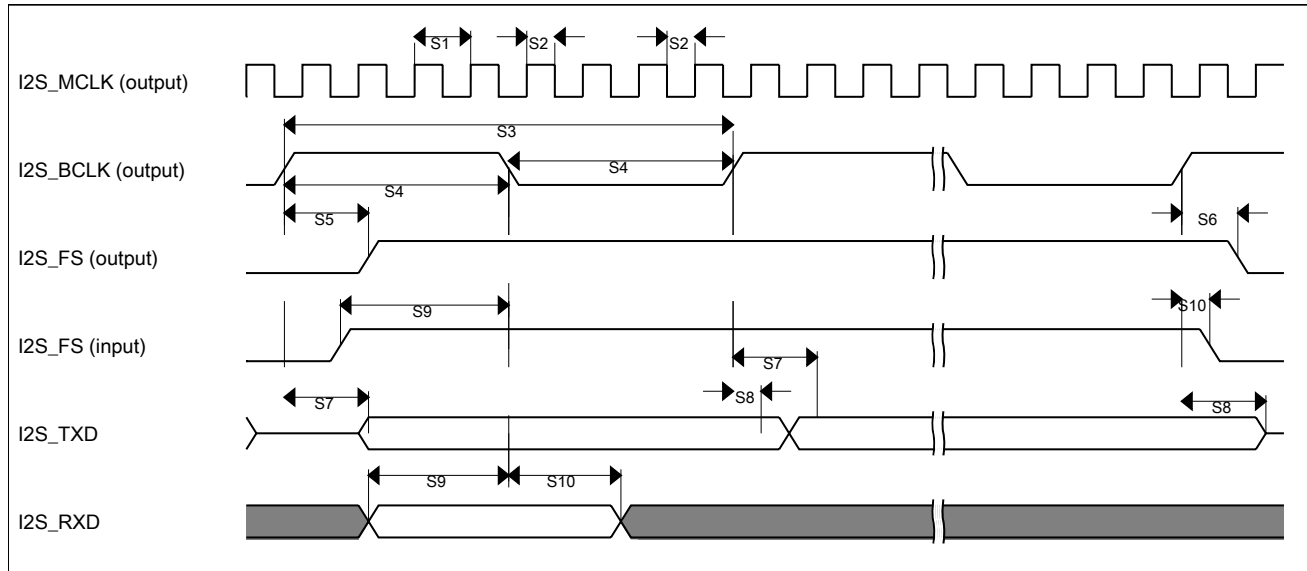 S1
S2
S2
I2S_MCLK (output)
S3
I2S_BCLK (output)
S4
S4
S5
S6
I2S_FS (output)
S9
S10
I2S_FS (input)
S7
S7
S8
S8
I2S_TXD
S9
S10
I2S_RXD